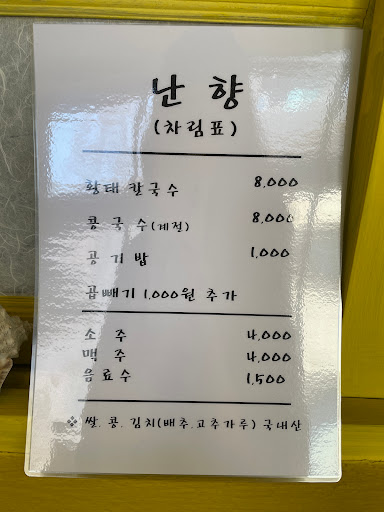 난 향
(차림표)
황태 칼국수 8,000
콩 국 수(계절) 8,000
공 기 밥 1,000
곱빼기 1,000원 추가
소 주 4,000
맥 주 4,000
음료수 1,500
※ 쌀. 콩. 김치(배추.고추가루) 국내산